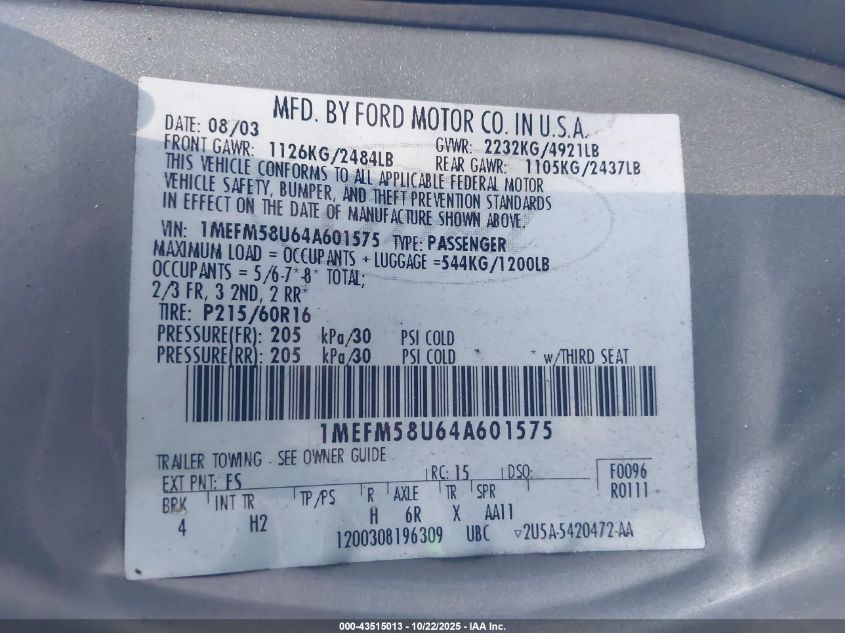 MFD. BY FORD MOTOR CO. IN U.S.A.
DATE: 08/03 GVWR: 2232KG/4921LB
FRONT GAWR: 1126KG/2484LB REAR GAWR: 1105KG/2437LB
THIS VEHICLE CONFORMS TO ALL APPLICABLE FEDERAL MOTOR
VEHICLE SAFETY, BUMPER, AND THEFT PREVENTION STANDARDS
IN EFFECT ON THE DATE OF MANUFACTURE SHOWN ABOVE.
VIN: 1MEFM58U64A601575 TYPE: PASSENGER
MAXIMUM LOAD = OCCUPANTS + LUGGAGE =544KG/1200LB
OCCUPANTS = 5/6-7*-8* TOTAL;
2/3 FR, 3 2ND, 2 RR*
TIRE: P215/60R16
PRESSURE(FR): 205 kPa/30 PSI COLD
PRESSURE(RR): 205 kPa/30 PSI COLD * w/THIRD SEAT
1MEFM58U64A601575
TRAILER TOWING - SEE OWNER GUIDE
EXT PNT: FS RC: 15 DSO: F0096
BRK INT TR TP/PS R AXLE TR SPR R0111
4 H2 H 6R X AA11
1200308196309 UBC ▽2U5A-5420472-AA
000-43515013 - 10/22/2025 - IAA Inc.